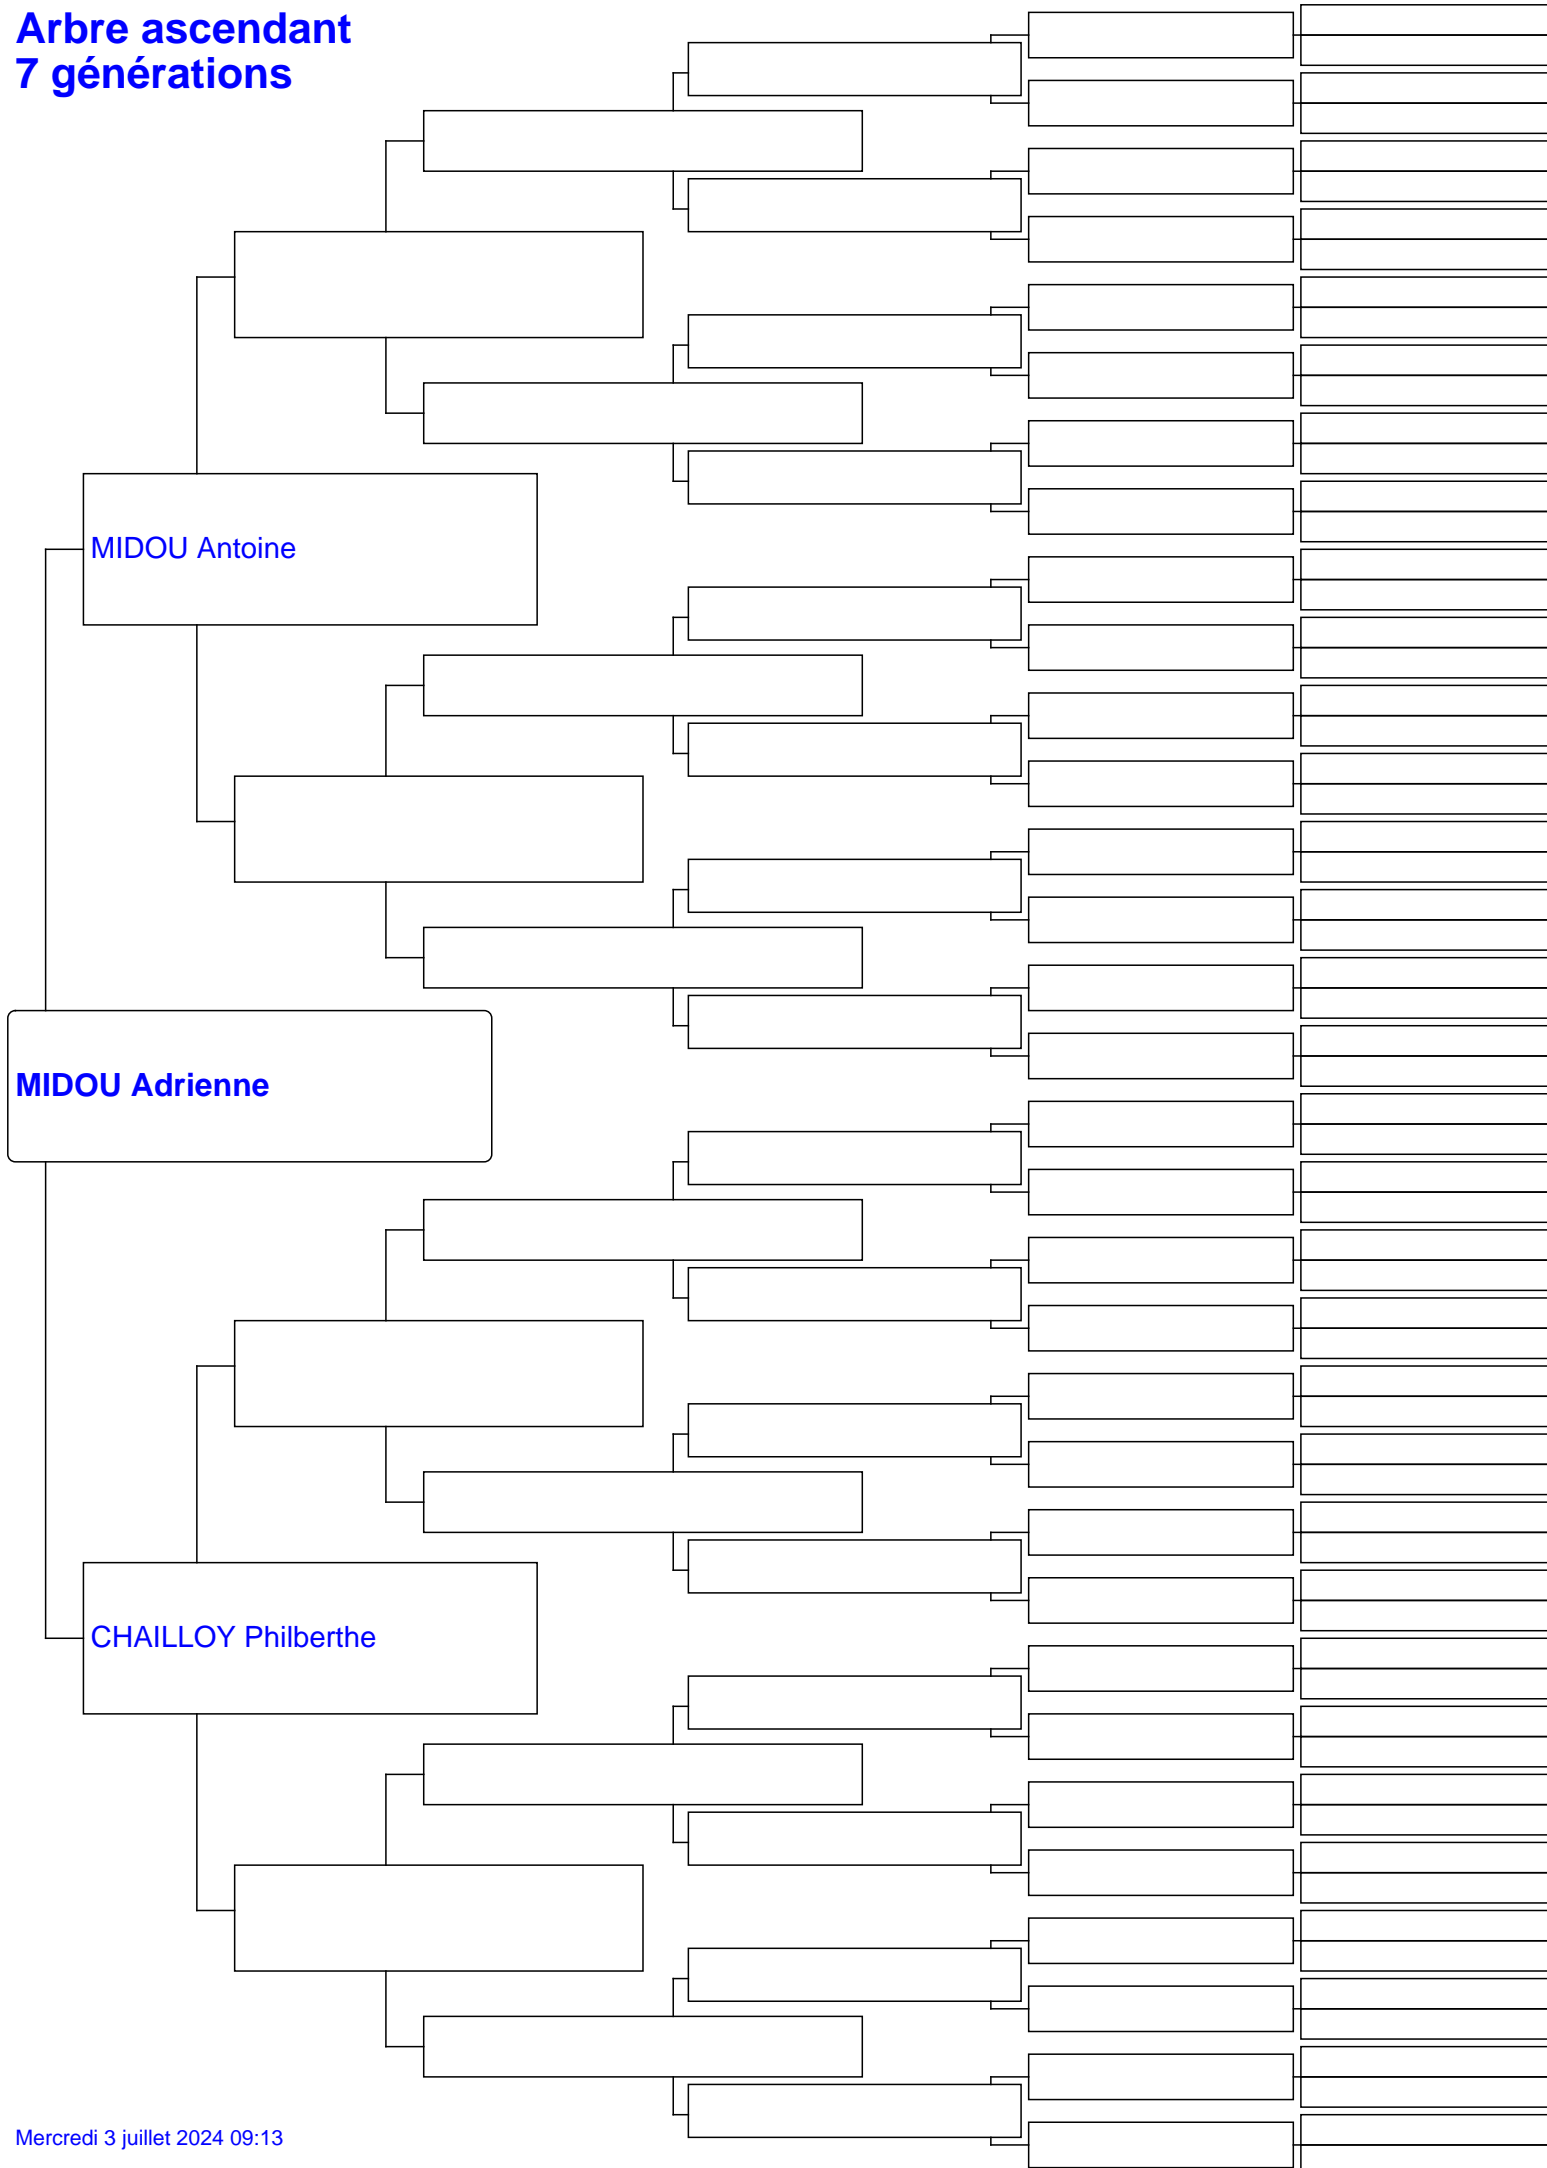 Arbre ascendant
7 générations
MIDOU Antoine
MIDOU Adrienne
CHAILLOY Philberthe
Mercredi 3 juillet 2024 09:13